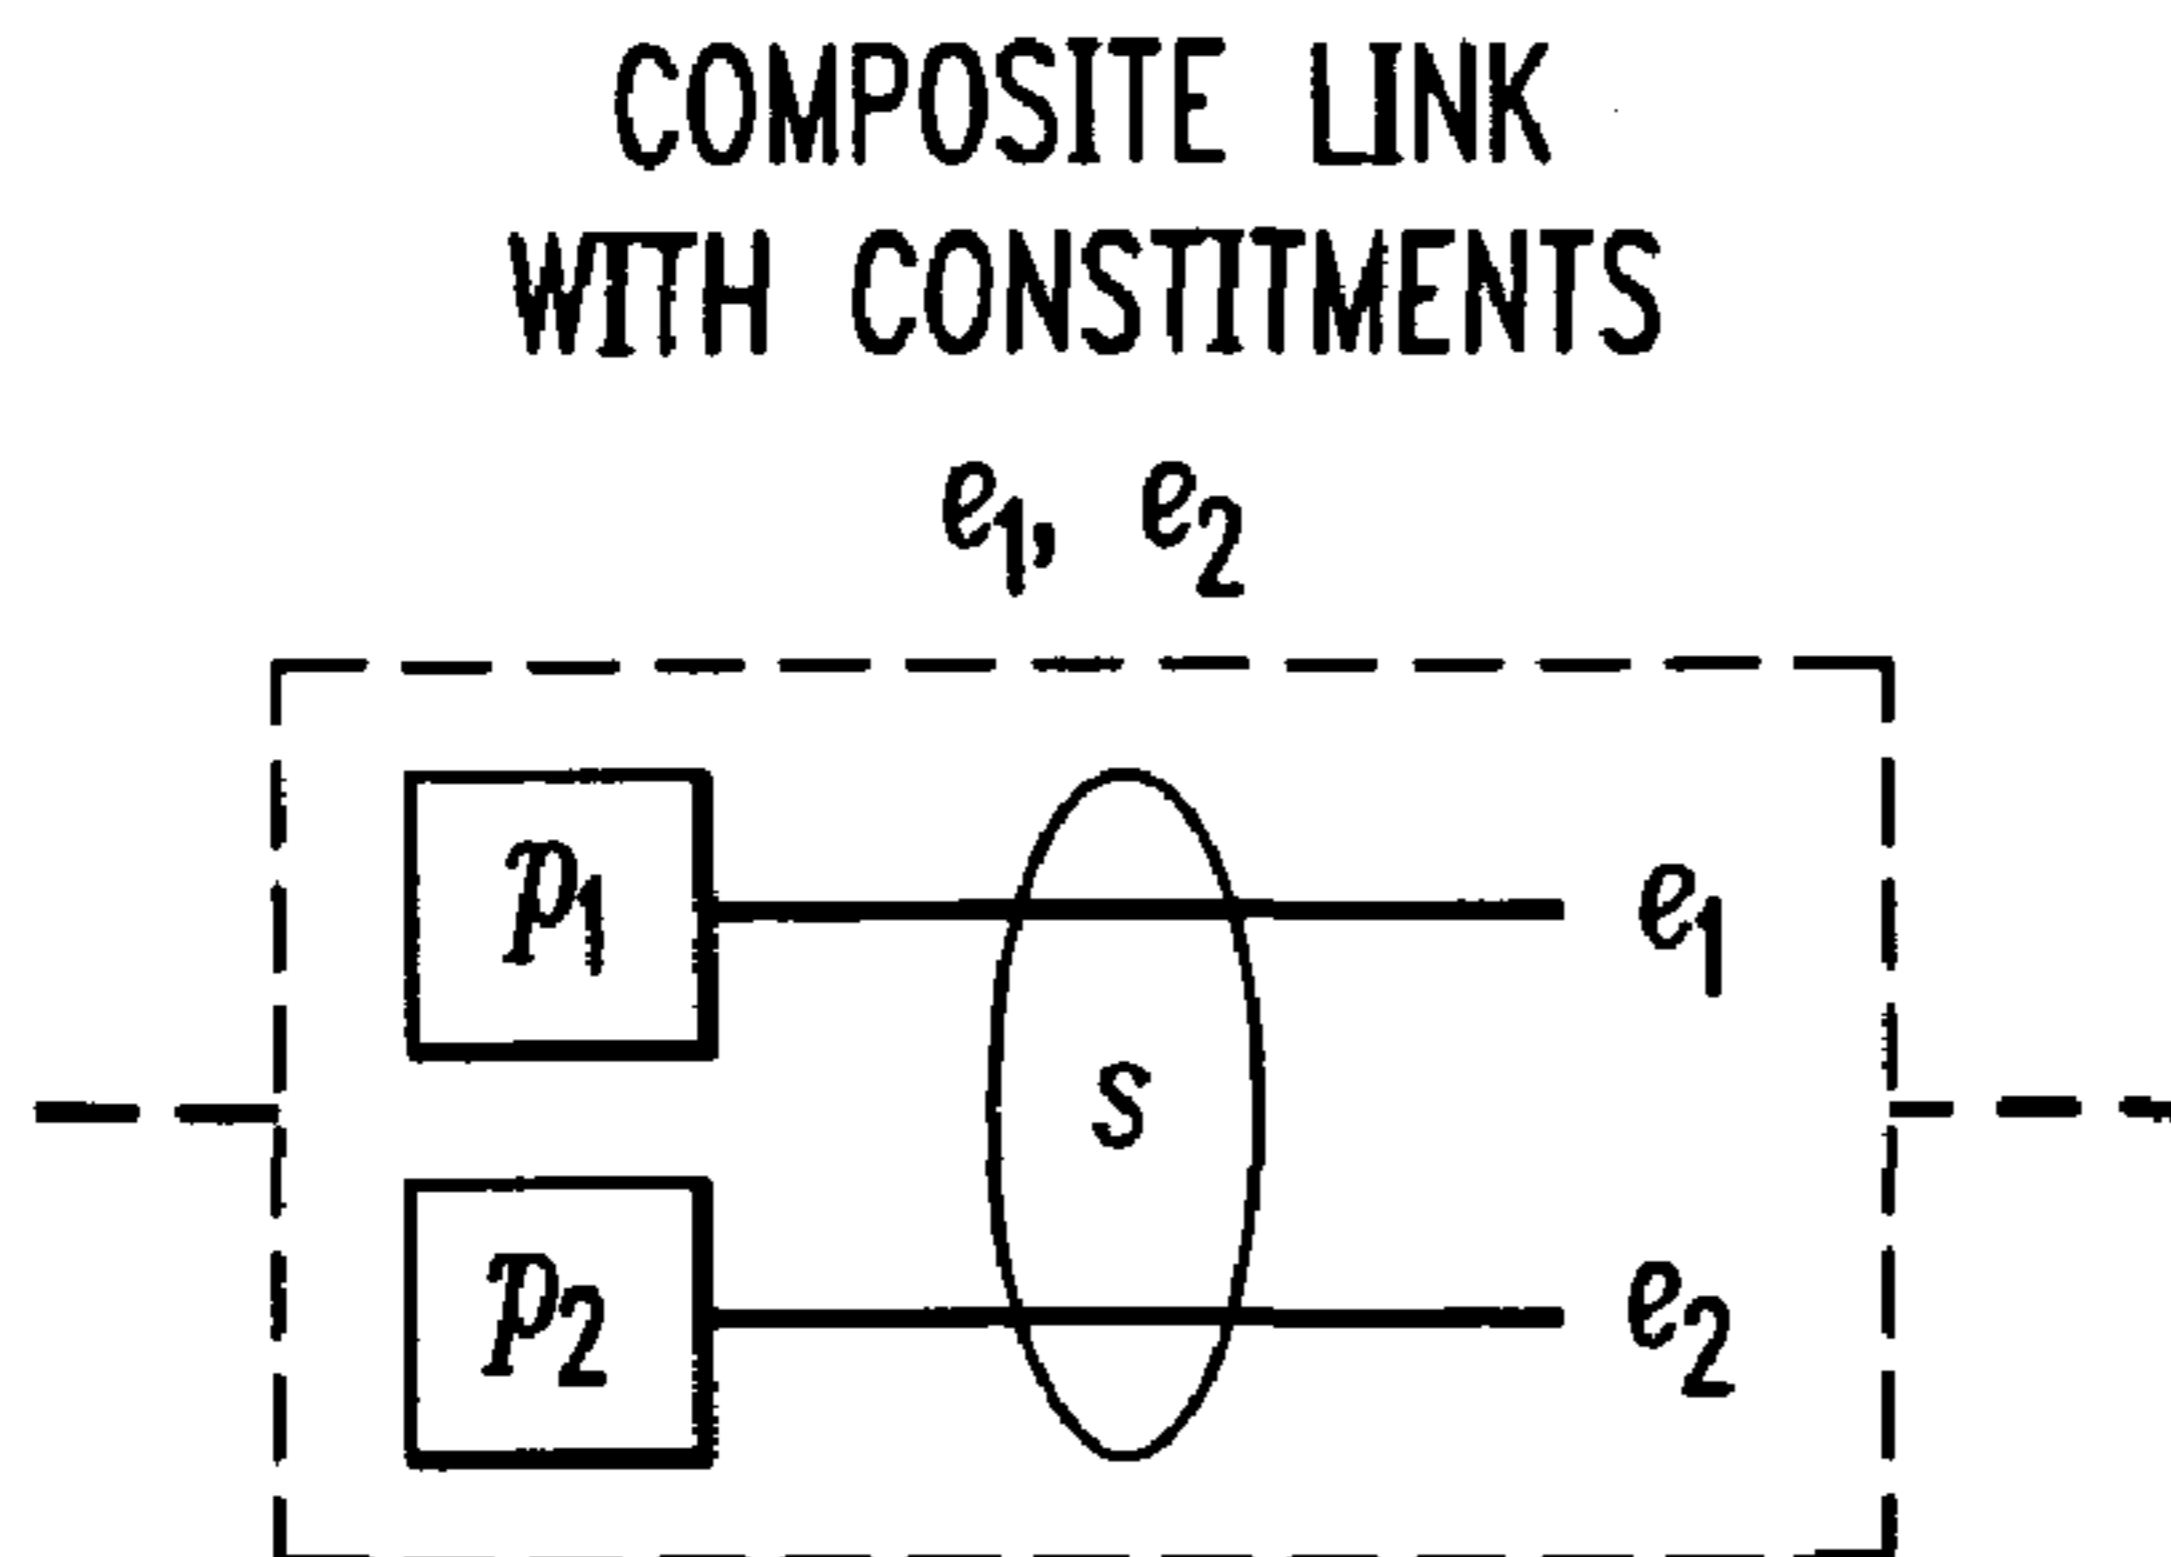 COMPOSITE LINK
WITH CONSTITMENTS
e1, e2
p1
e1
s
p2
e2